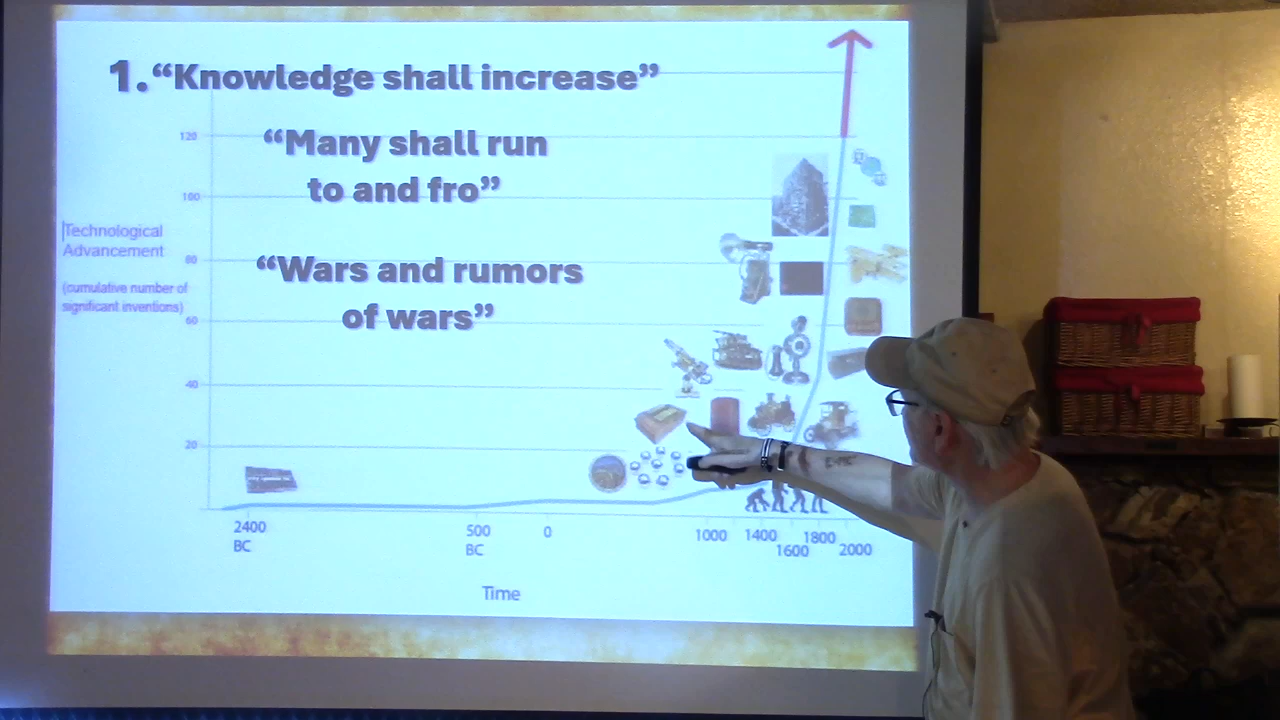 1. “Knowledge shall increase”
“Many shall run
to and fro”
“Wars and rumors
of wars”
Technological
Advancement
(cumulative number of
significant inventions)
120
100
80
60
40
20
2400
BC
500
BC
0
1000
1400
1600
1800
2000
Time